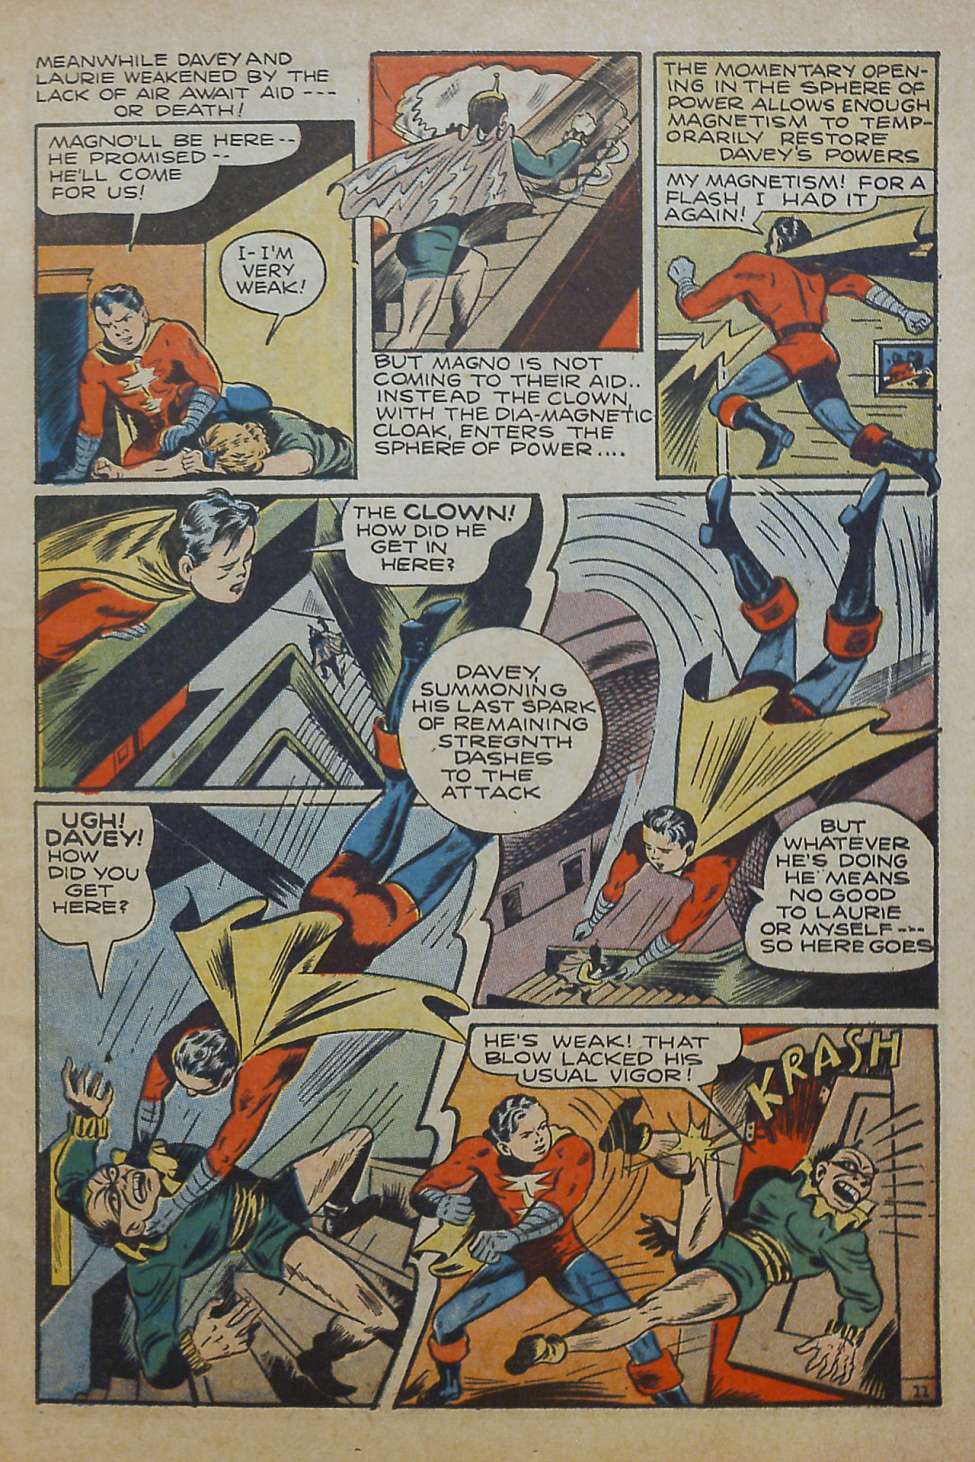 MEANWHILE DAVEY AND
LAURIE WEAKENED BY THE
LACK OF AIR AWAIT AID ---
OR DEATH!
MAGNO'LL BE HERE--
HE PROMISED--
HE'LL COME
FOR US!
I-I'M
VERY
WEAK!
BUT MAGNO IS NOT
COMING TO THEIR AID..
INSTEAD THE CLOWN,
WITH THE DIA-MAGNETIC
CLOAK, ENTERS THE
SPHERE OF POWER....
THE MOMENTARY OPEN-
ING IN THE SPHERE OF
POWER ALLOWS ENOUGH
MAGNETISM TO TEMP-
ORARILY RESTORE
DAVEY'S POWERS
MY MAGNETISM! FOR A
FLASH I HAD IT
AGAIN!
THE CLOWN!
HOW DID HE
GET IN
HERE?
DAVEY,
SUMMONING
HIS LAST SPARK
OF REMAINING
STREGNTH
DASHES
TO THE
ATTACK
BUT
WHATEVER
HE'S DOING
HE MEANS
NO GOOD
TO LAURIE
OR MYSELF----
SO HERE GOES
UGH!
DAVEY!
HOW
DID YOU
GET
HERE?
HE'S WEAK! THAT
BLOW LACKED HIS
USUAL VIGOR!
KRASH
11